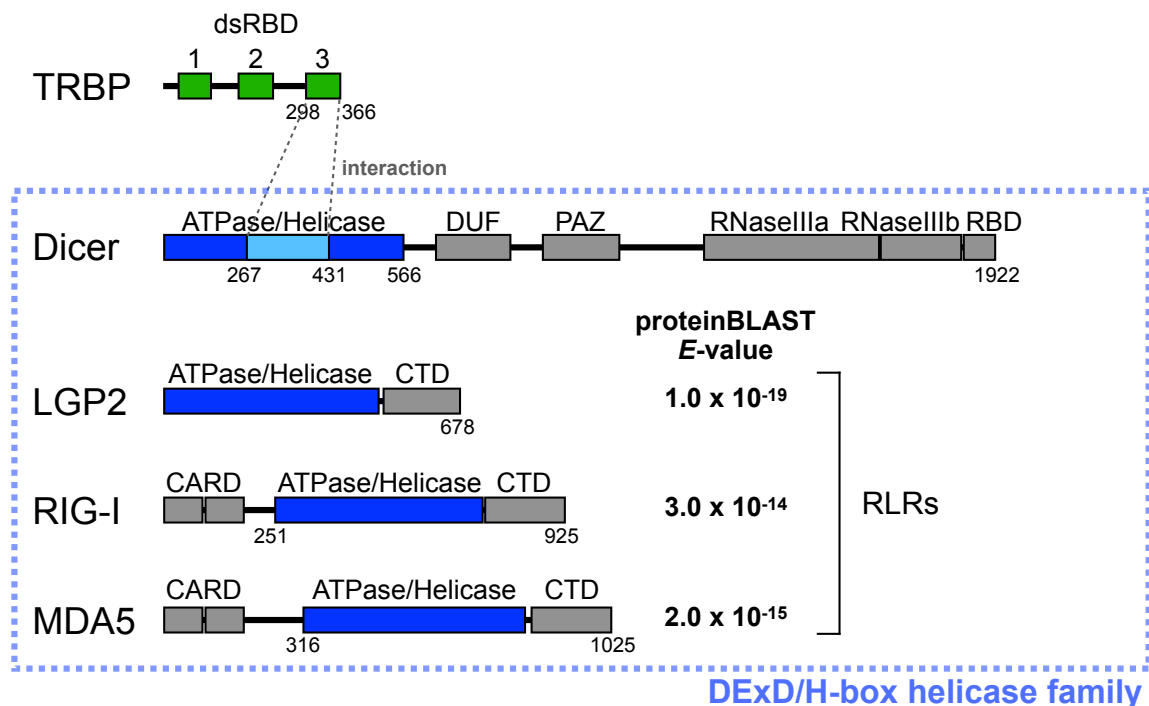 dsRBD
1 2 3
TRBP
298 366
interaction
ATPase/Helicase DUF PAZ RNaseIIIa RNaseIIIb RBD
Dicer
267 431 566 1922
proteinBLAST
E-value
ATPase/Helicase CTD
LGP2 1.0 x 10-19
678
CARD ATPase/Helicase CTD
RIG-I 3.0 x 10-14 RLRs
251 925
CARD ATPase/Helicase CTD
MDA5 2.0 x 10-15
316 1025
DExD/H-box helicase family